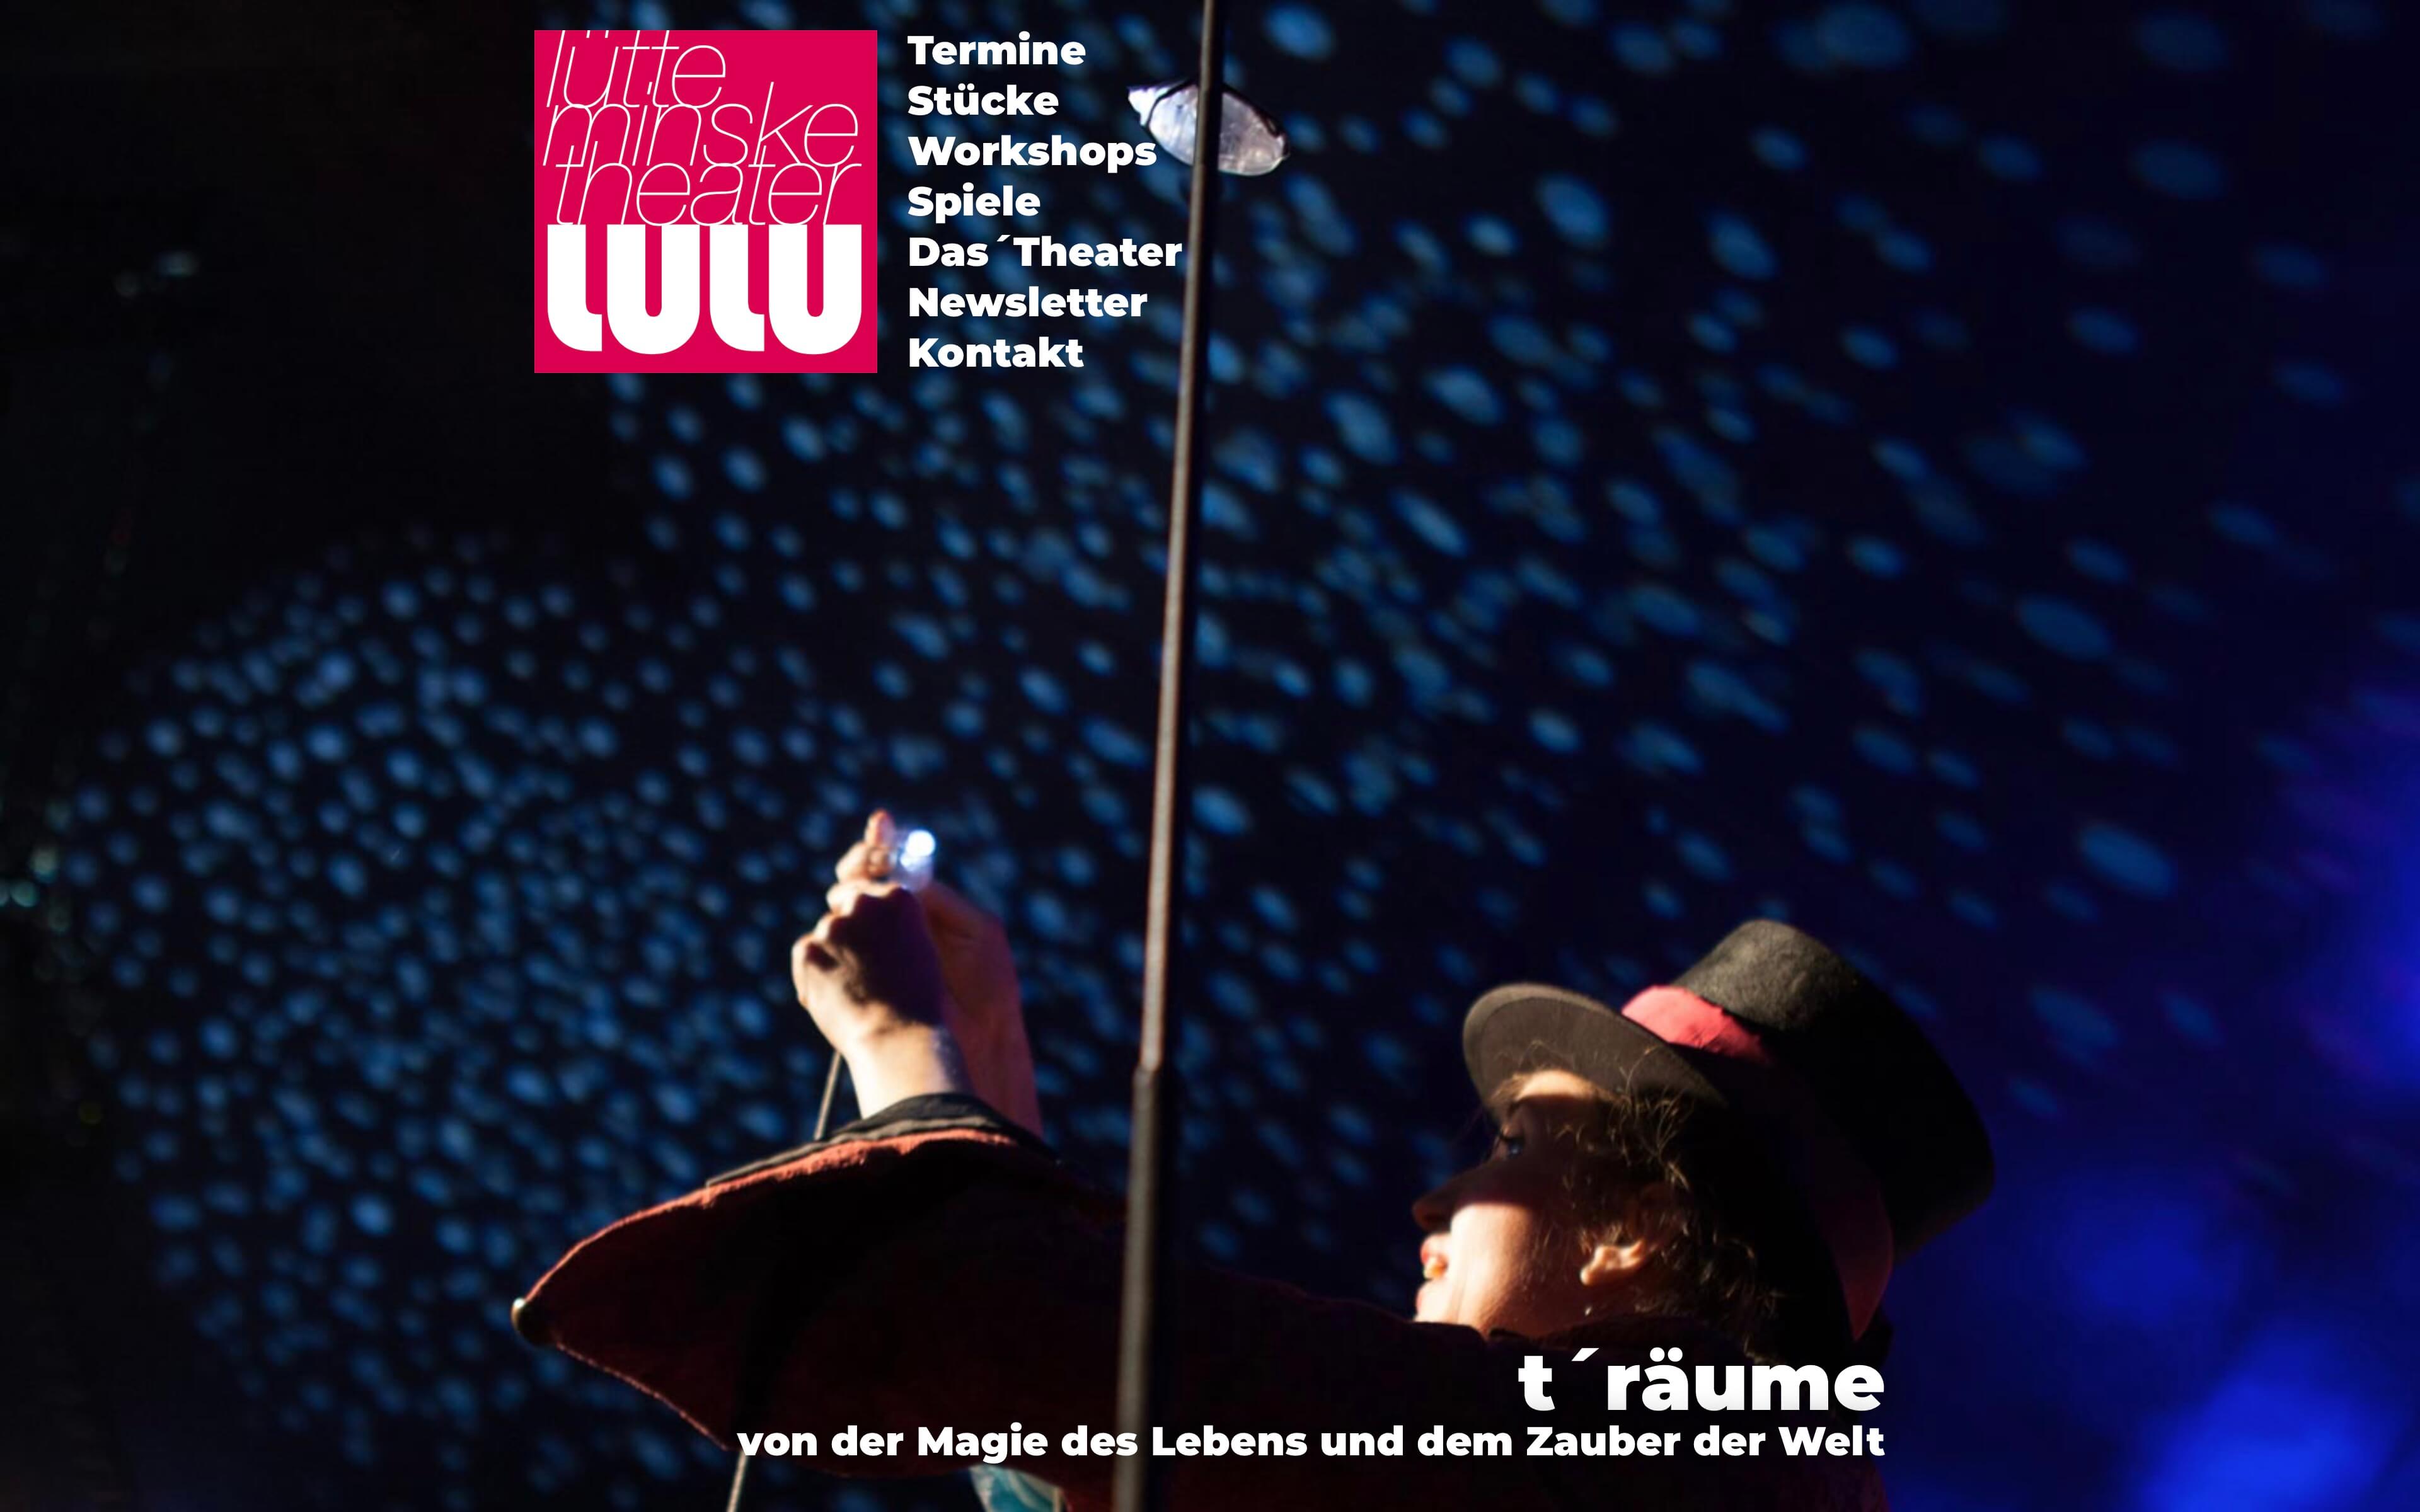 lütte
minske
theater
LULU
Termine
Stücke
Workshops
Spiele
Das´Theater
Newsletter
Kontakt
t´räume
von der Magie des Lebens und dem Zauber der Welt